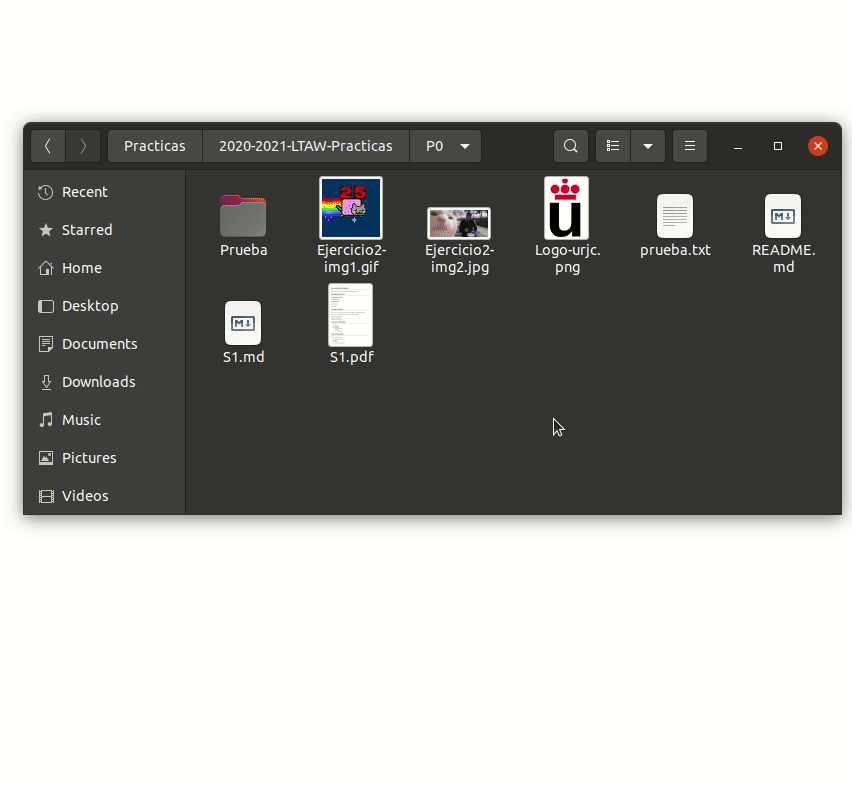 Practicas
2020-2021-LTAW-Practicas
P0
Recent
Starred
Home
Desktop
Documents
Downloads
Music
Pictures
Videos
Prueba
25
Ejercicio2-
img1.gif
Ejercicio2-
img2.jpg
u
Logo-urjc.
png
prueba.txt
M
README.
md
M
S1.md
S1.pdf